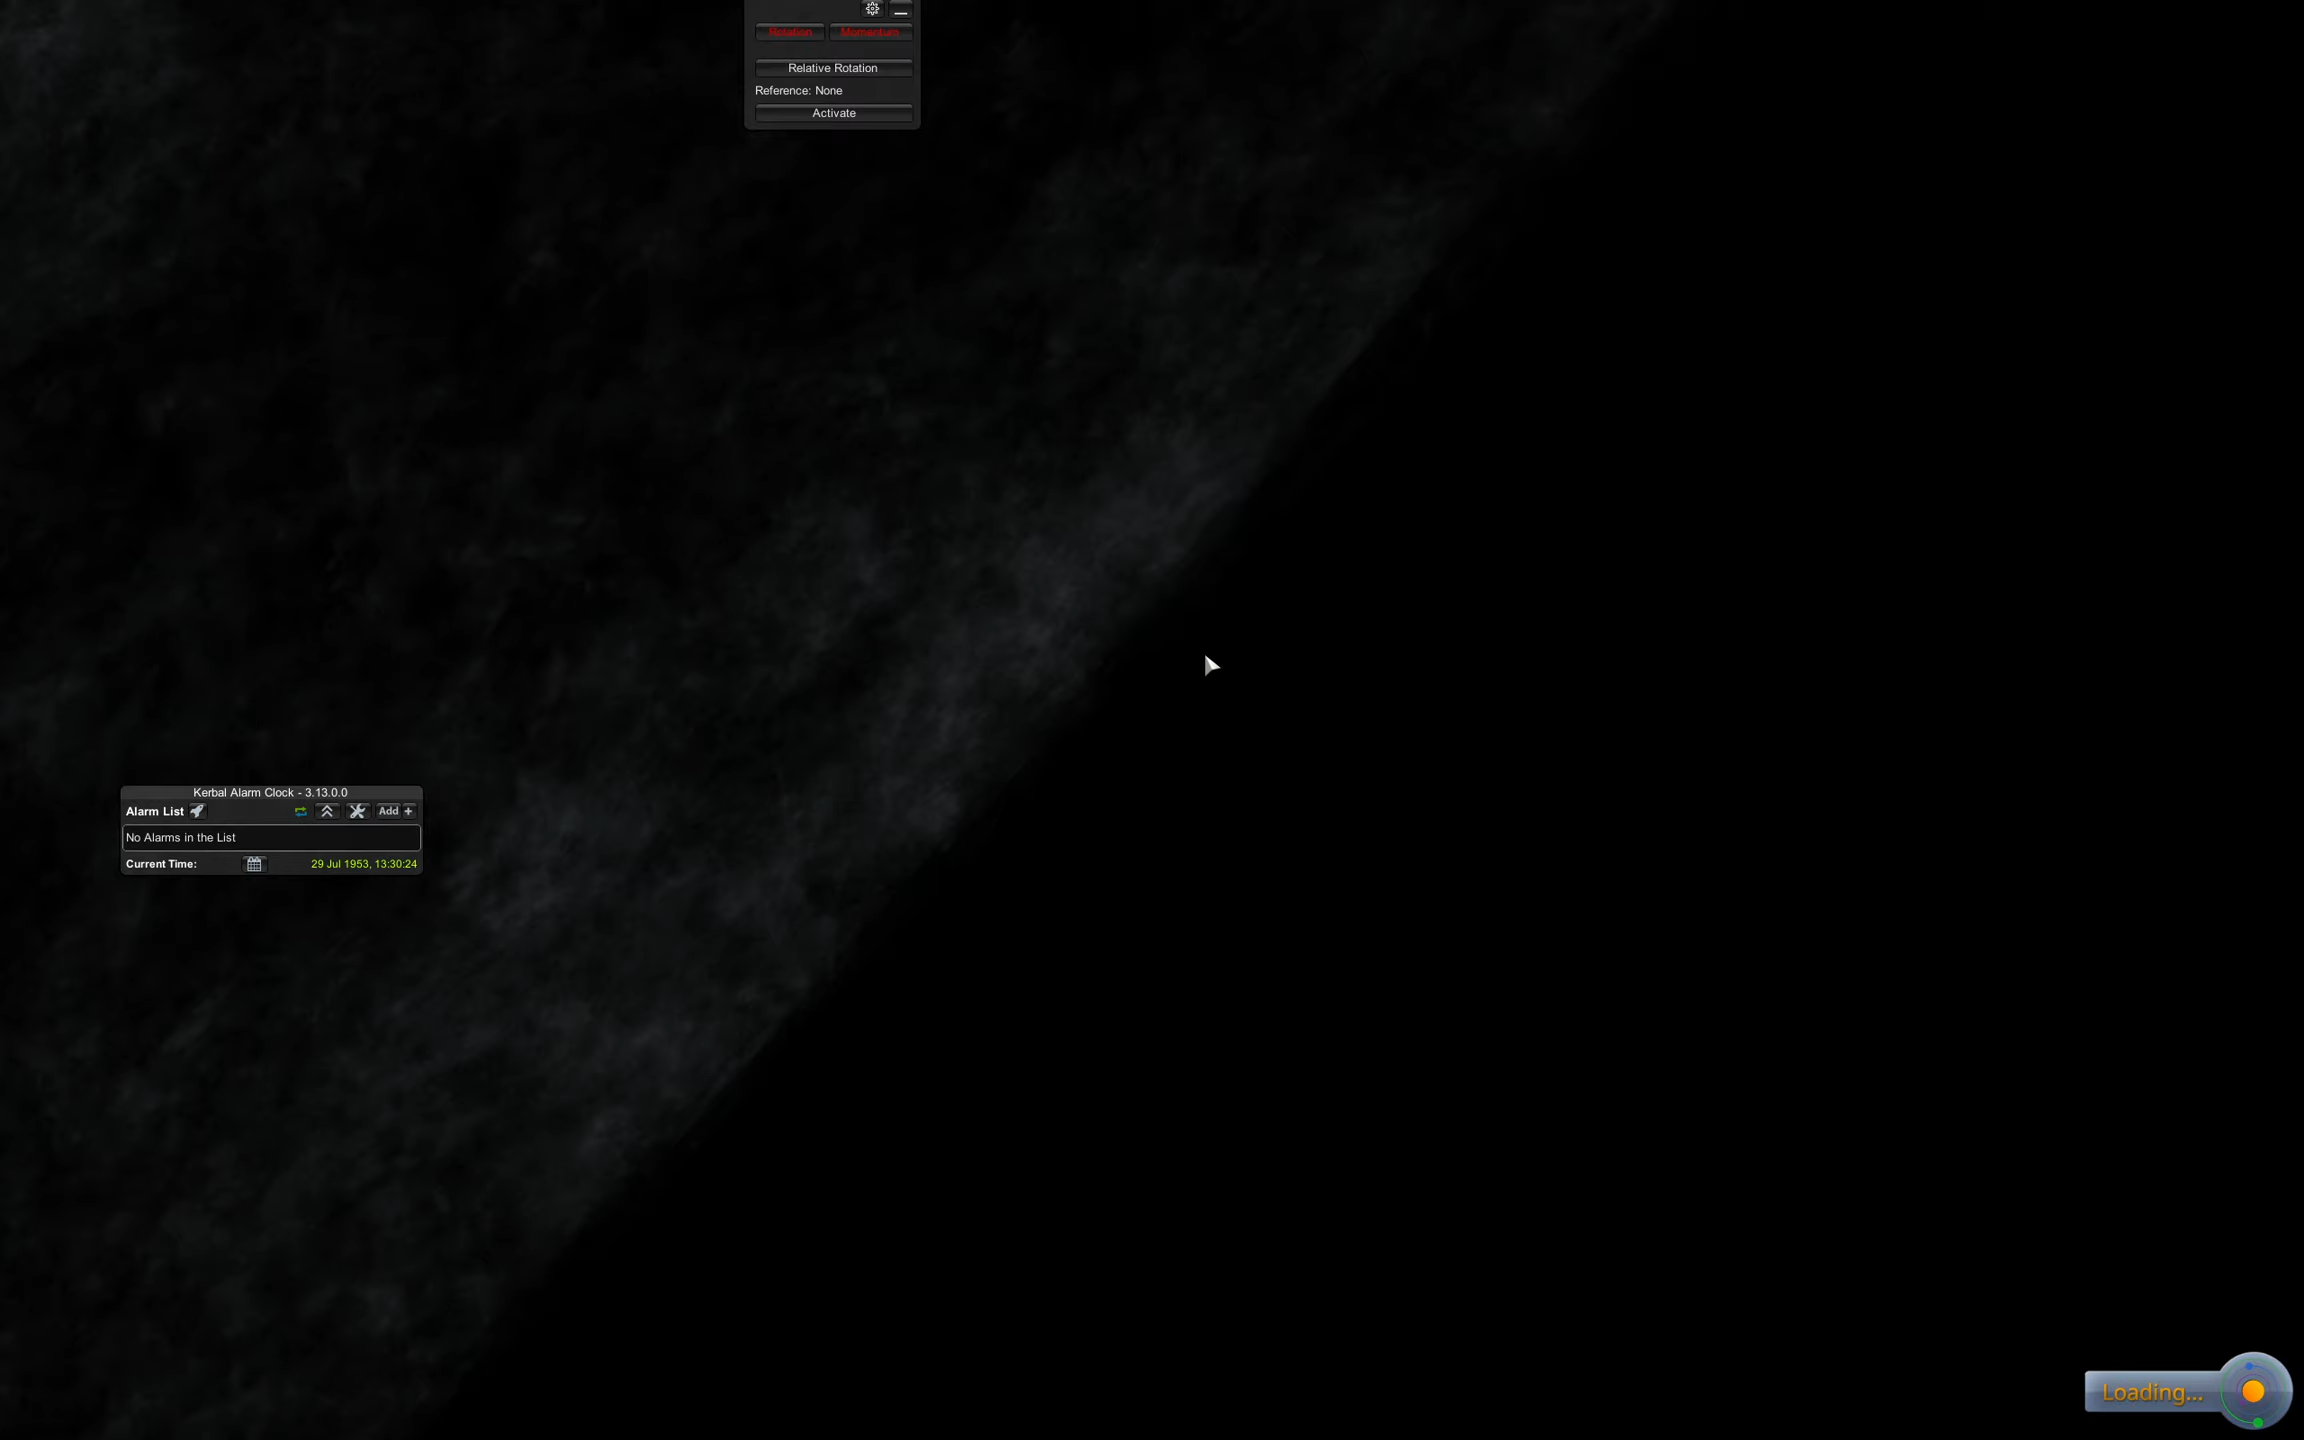 Rotation Momentum
Relative Rotation
Reference: None
Activate
Kerbal Alarm Clock - 3.13.0.0
Alarm List Add +
No Alarms in the List
Current Time: 29 Jul 1953, 13:30:24
Loading...